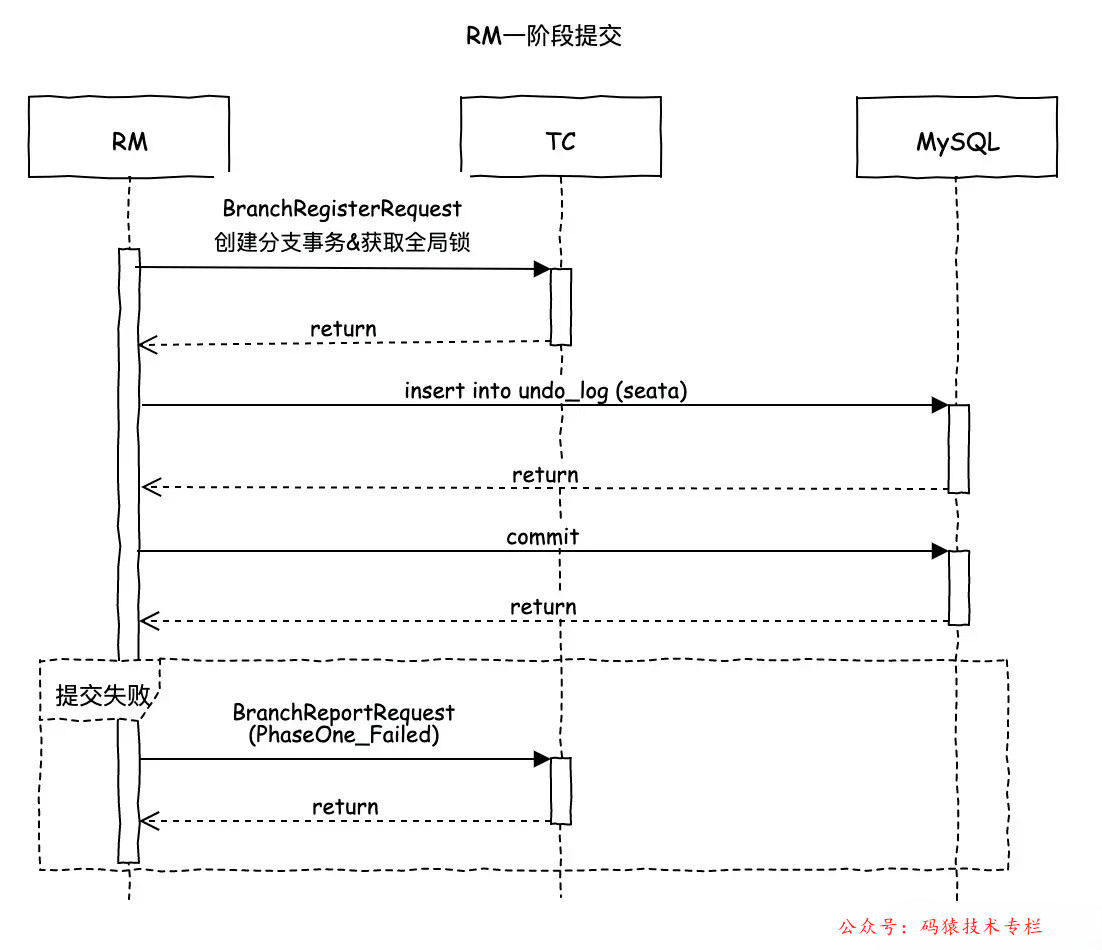 RM一阶段提交
RM
TC
MySQL
BranchRegisterRequest
创建分支事务&获取全局锁
return
insert into undo_log (seata)
return
commit
return
提交失败
BranchReportRequest
(PhaseOne_Failed)
return
公众号：码猿技术专栏